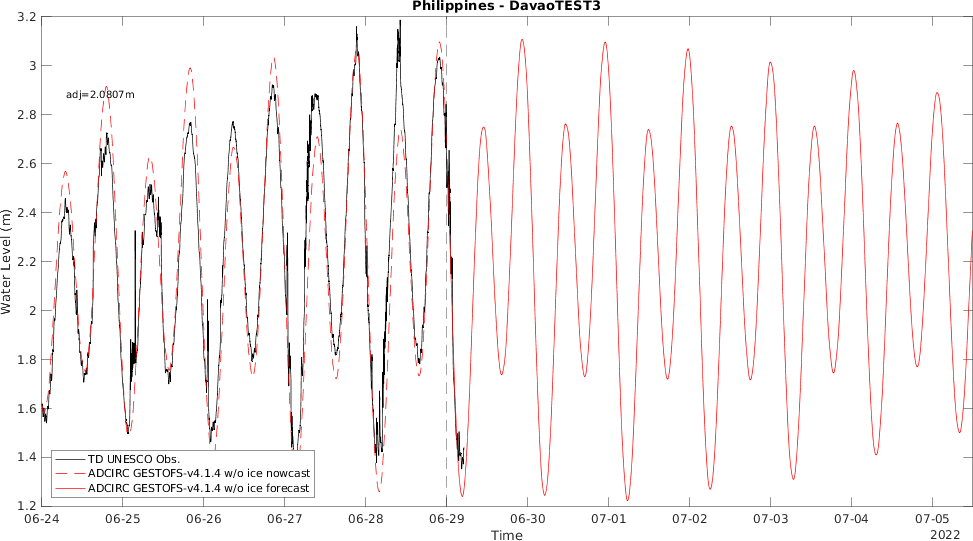 Philippines - DavaoTEST3
3.2
3
2.8
2.6
2.4
2.2
2
1.8
1.6
1.4
1.2
Water Level (m)
adj=2.0807m
TD UNESCO Obs.
ADCIRC GESTOFS-v4.1.4 w/o ice nowcast
ADCIRC GESTOFS-v4.1.4 w/o ice forecast
06-24 06-25 06-26 06-27 06-28 06-29 06-30 07-01 07-02 07-03 07-04 07-05
Time
2022